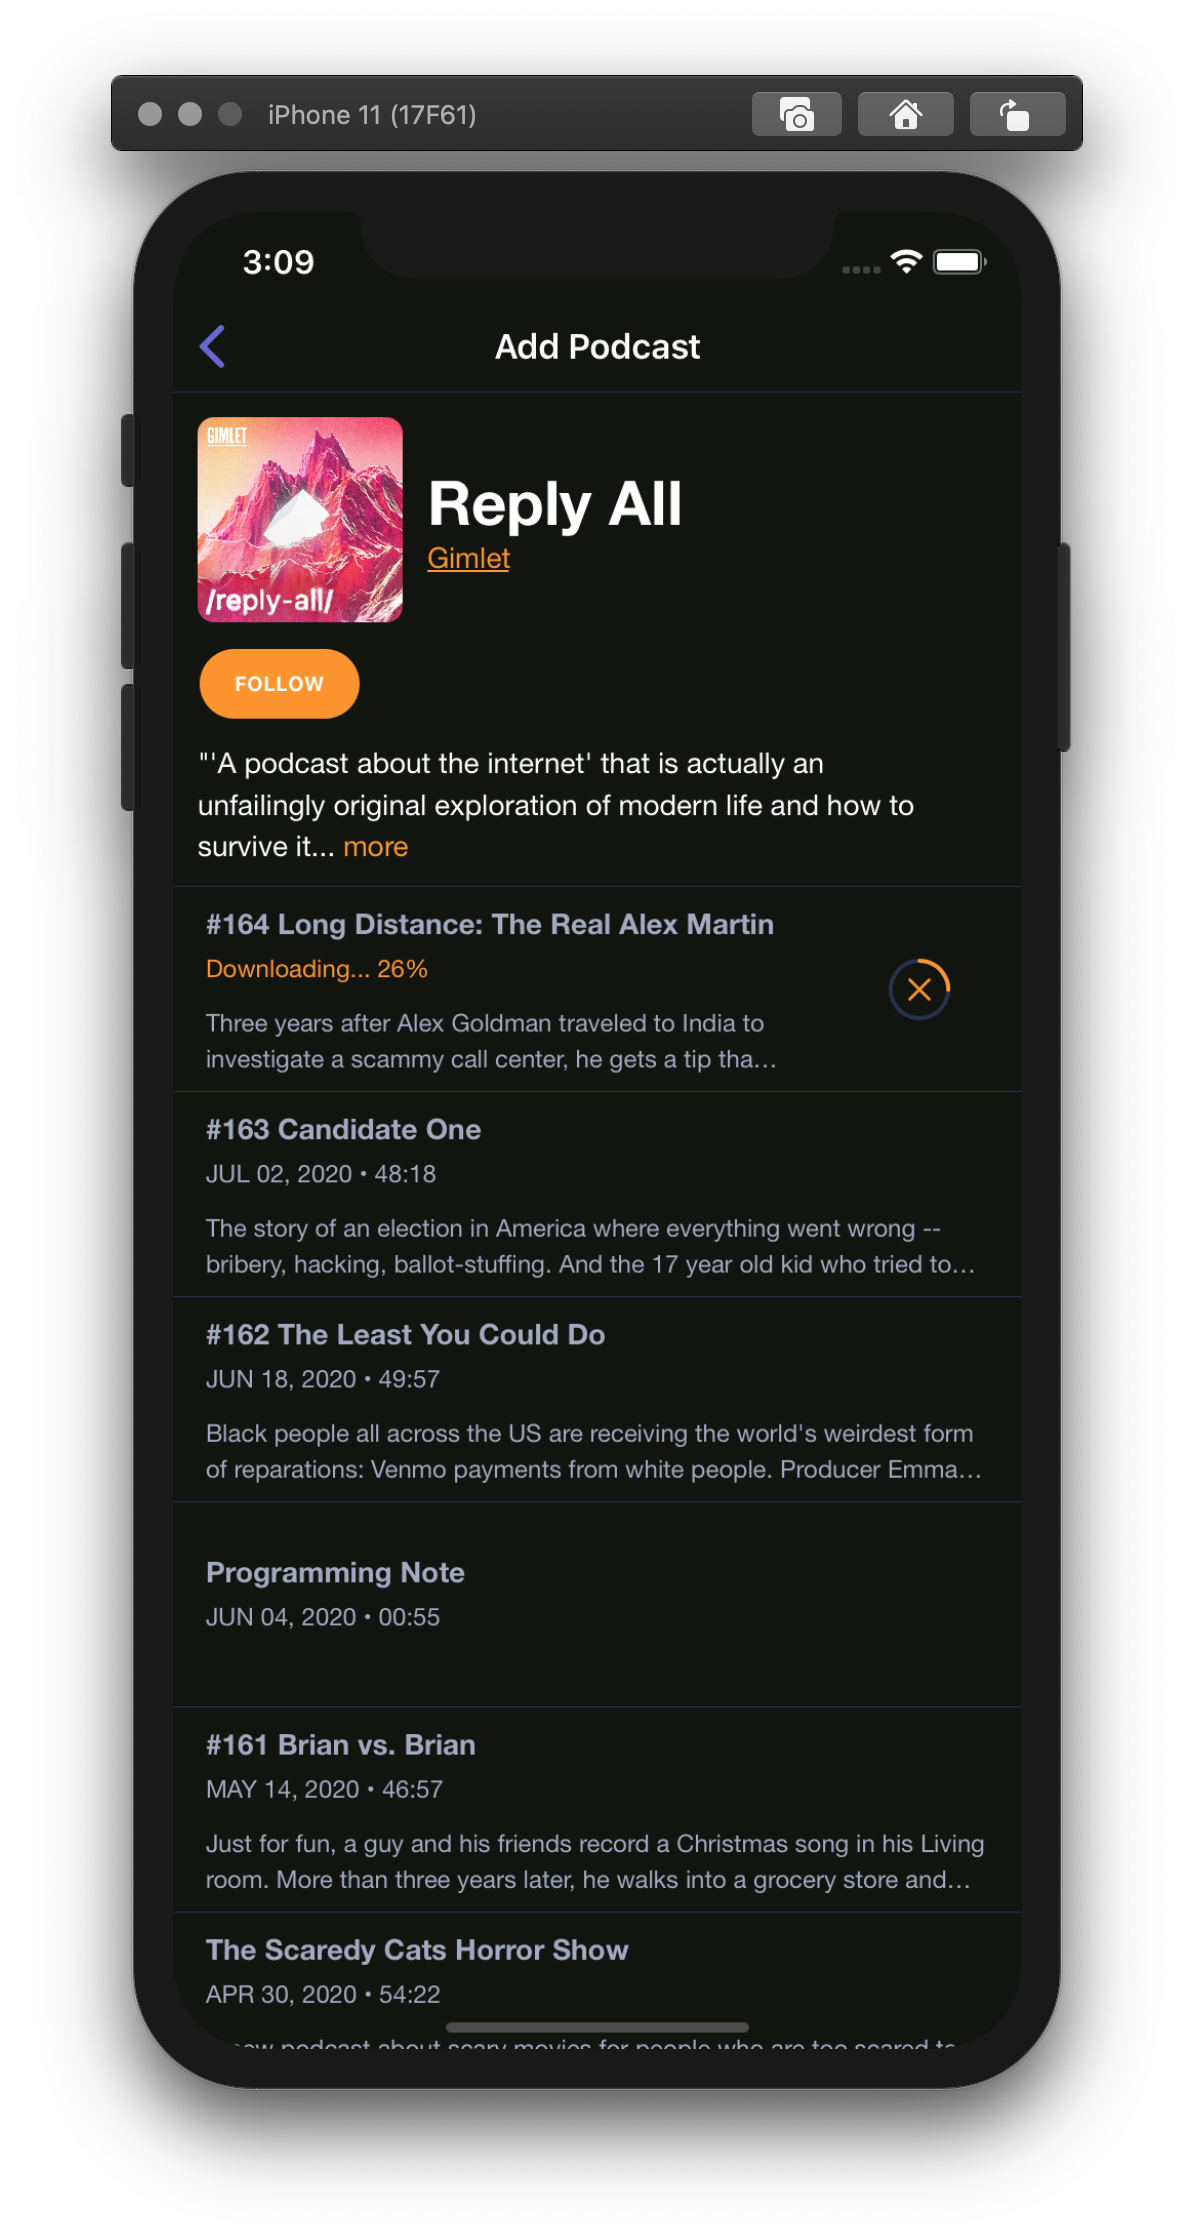 iPhone 11 (17F61)
3:09
Add Podcast
GIMLET
/reply-all/
Reply All
Gimlet
FOLLOW
"'A podcast about the internet' that is actually an
unfailingly original exploration of modern life and how to
survive it... more
#164 Long Distance: The Real Alex Martin
Downloading... 26%
Three years after Alex Goldman traveled to India to
investigate a scammy call center, he gets a tip tha...
#163 Candidate One
JUL 02, 2020 • 48:18
The story of an election in America where everything went wrong --
bribery, hacking, ballot-stuffing. And the 17 year old kid who tried to...
#162 The Least You Could Do
JUN 18, 2020 • 49:57
Black people all across the US are receiving the world's weirdest form
of reparations: Venmo payments from white people. Producer Emma...
Programming Note
JUN 04, 2020 • 00:55
#161 Brian vs. Brian
MAY 14, 2020 • 46:57
Just for fun, a guy and his friends record a Christmas song in his Living
room. More than three years later, he walks into a grocery store and...
The Scaredy Cats Horror Show
APR 30, 2020 • 54:22
podcast about scary movies for people who are too scared